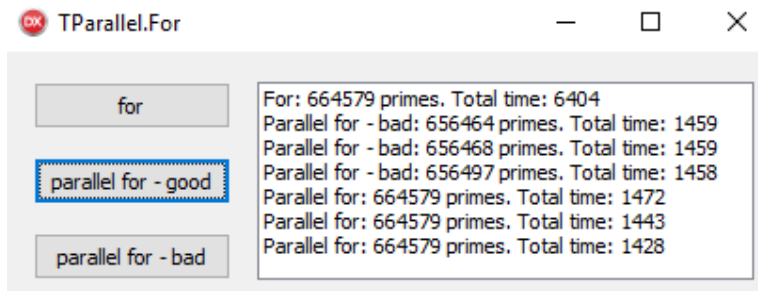 DX TParallel.For
for
parallel for - good
parallel for - bad
For: 664579 primes. Total time: 6404
Parallel for - bad: 656464 primes. Total time: 1459
Parallel for - bad: 656468 primes. Total time: 1459
Parallel for - bad: 656497 primes. Total time: 1458
Parallel for: 664579 primes. Total time: 1472
Parallel for: 664579 primes. Total time: 1443
Parallel for: 664579 primes. Total time: 1428